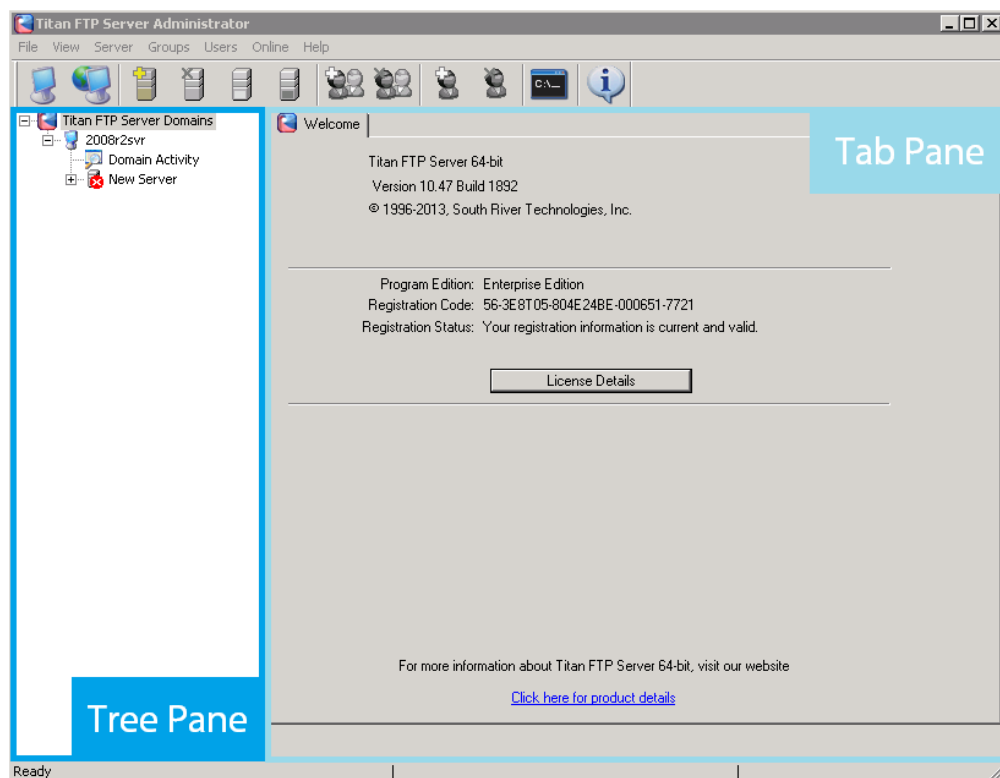 Titan FTP Server Administrator
File View Server Groups Users Online Help
C:\_
Titan FTP Server Domains
2008r2svr
Domain Activity
New Server
Tree Pane
Welcome
Tab Pane
Titan FTP Server 64-bit
Version 10.47 Build 1892
© 1996-2013, South River Technologies, Inc.
Program Edition: Enterprise Edition
Registration Code: 56-3E8T05-804E24BE-000651-7721
Registration Status: Your registration information is current and valid.
License Details
For more information about Titan FTP Server 64-bit, visit our website
Click here for product details
Ready